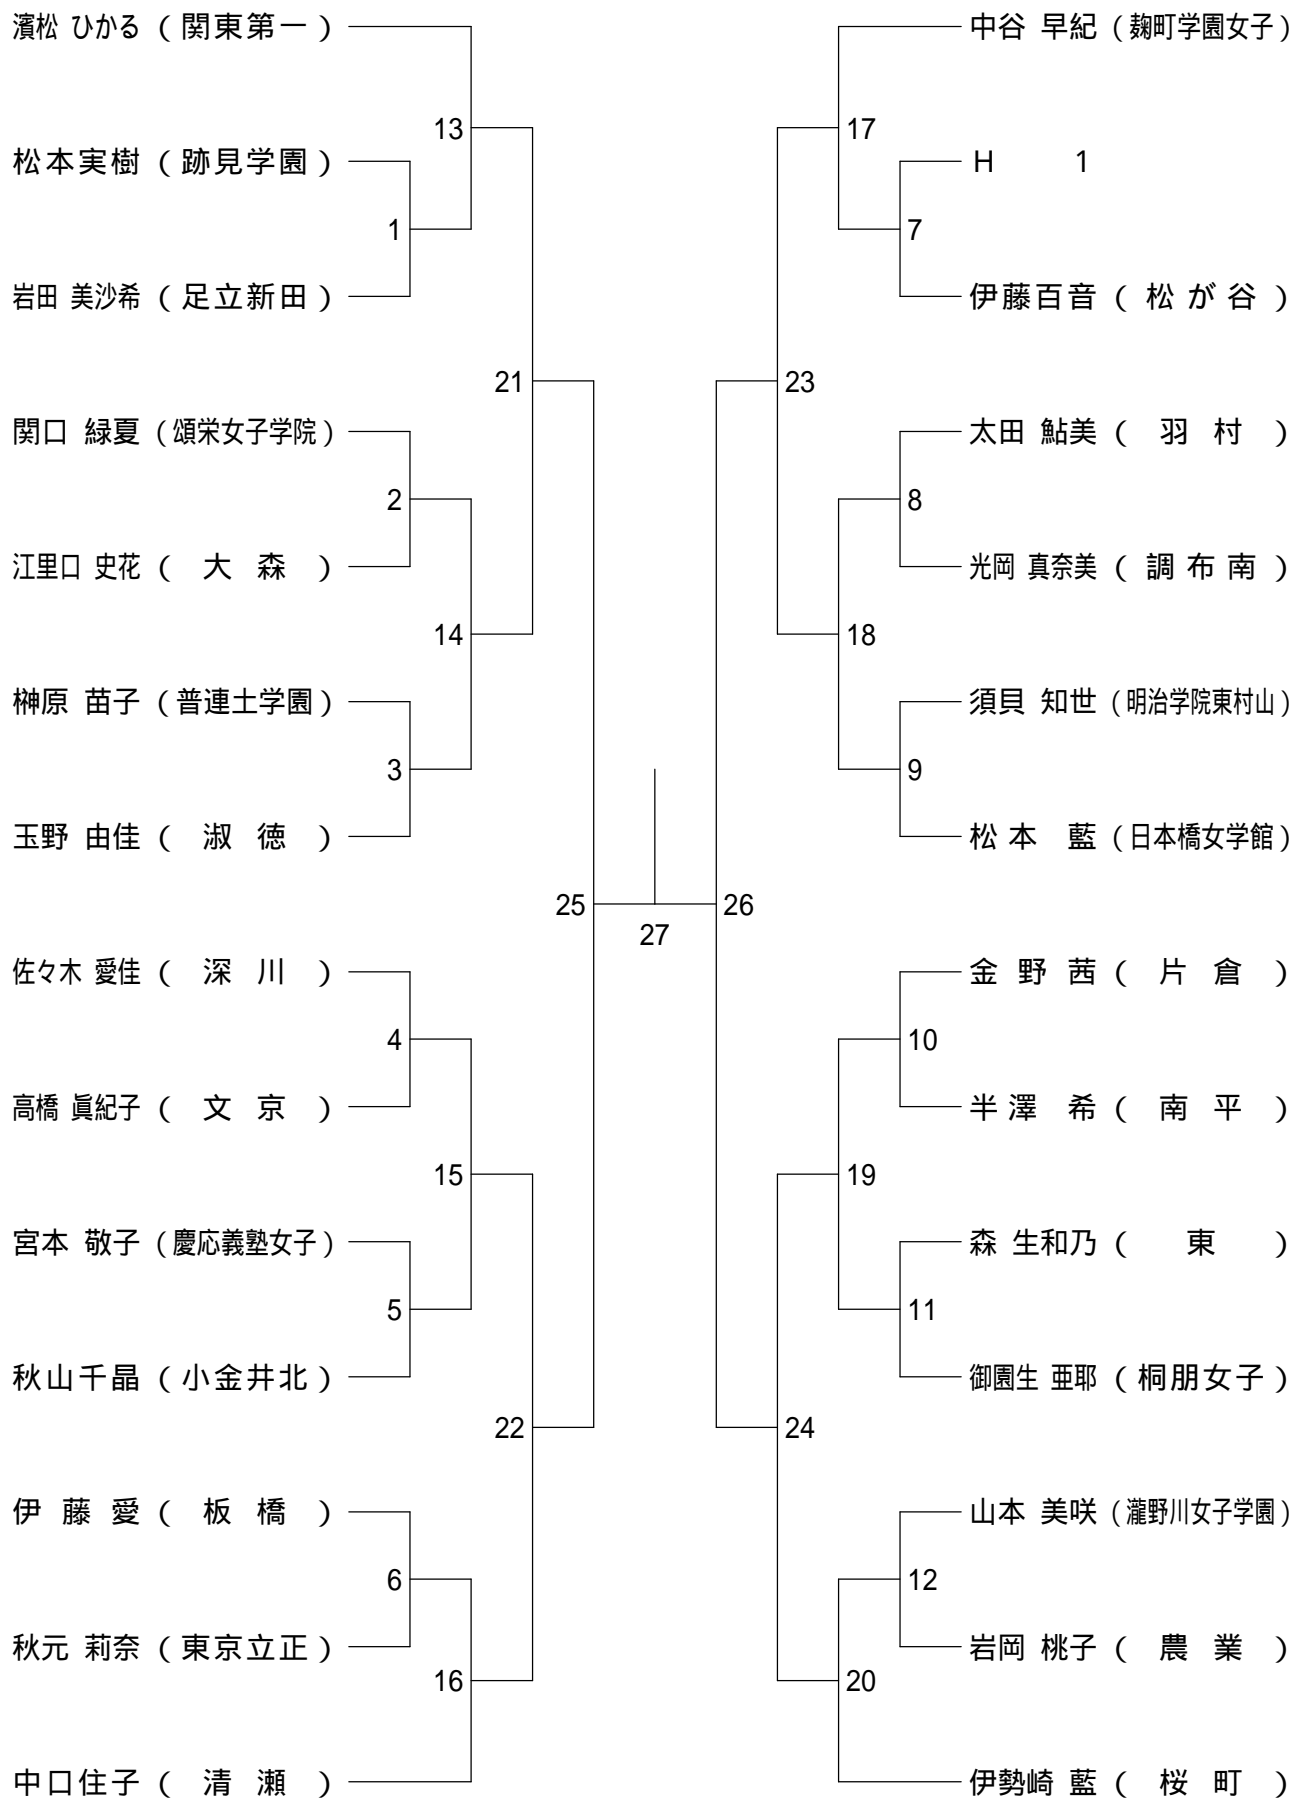 濱松 ひかる ( 関東第一 )
松本実樹 ( 跡見学園 )
岩田 美沙希 ( 足立新田 )
関口 緑夏 ( 頌栄女子学院 )
江里口 史花 ( 大 森 )
榊原 苗子 ( 普連土学園 )
玉野 由佳 ( 淑 徳 )
佐々木 愛佳 ( 深 川 )
高橋 眞紀子 ( 文 京 )
宮本 敬子 ( 慶応義塾女子 )
秋山千晶 ( 小金井北 )
伊 藤 愛 ( 板 橋 )
秋元 莉奈 ( 東京立正 )
中口住子 ( 清 瀬 )
1
2
3
4
5
6
13
14
15
16
21
22
25
27
26
23
24
17
18
19
20
7
8
9
10
11
12
中谷 早紀 ( 麹町学園女子 )
H 1
伊藤百音 ( 松 が 谷 )
太田 鮎美 ( 羽 村 )
光岡 真奈美 ( 調 布 南 )
須貝 知世 ( 明治学院東村山 )
松 本 藍 ( 日本橋女学館 )
金 野 茜 ( 片 倉 )
半 澤 希 ( 南 平 )
森 生和乃 ( 東 )
御園生 亜耶 ( 桐朋女子 )
山本 美咲 ( 瀧野川女子学園 )
岩岡 桃子 ( 農 業 )
伊勢崎 藍 ( 桜 町 )